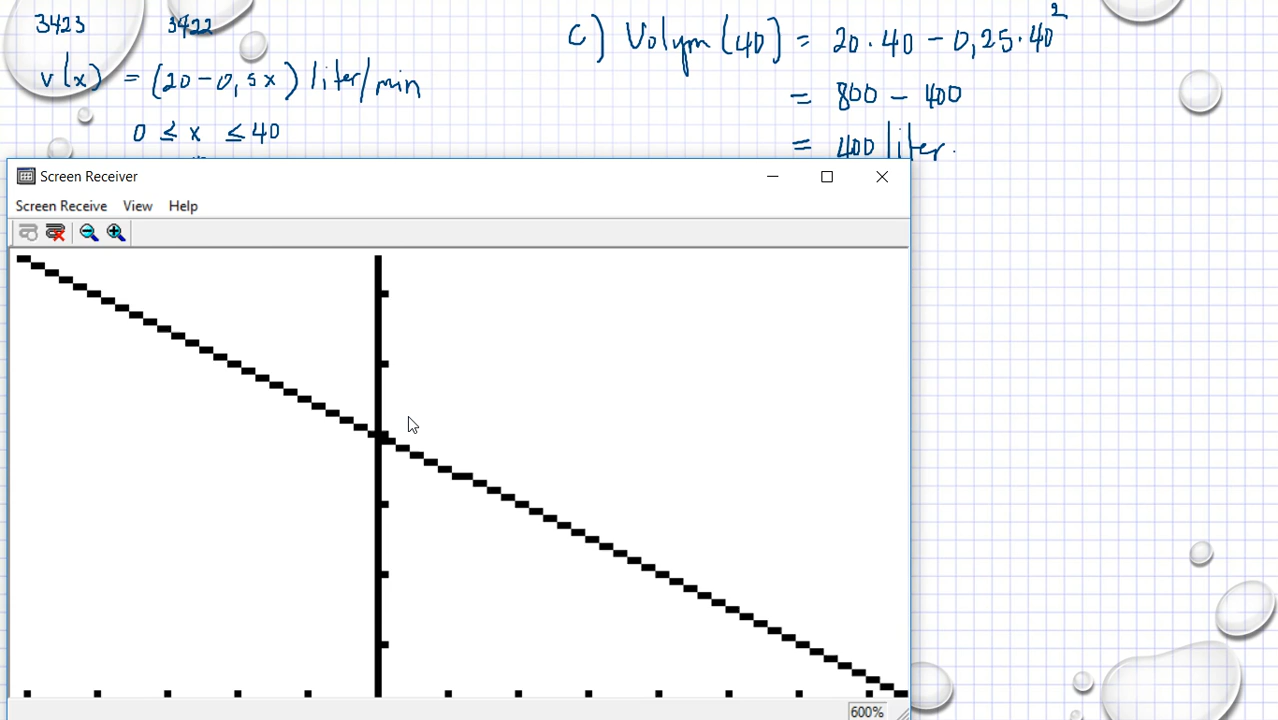 3423 3422
v(x) = (20-0,5x) liter/min
0 ≤ x ≤ 40
c) Volym(40) = 20·40 - 0,25·40²
= 800 - 400
= 400 liter.
Screen Receiver
Screen Receive View Help
600%